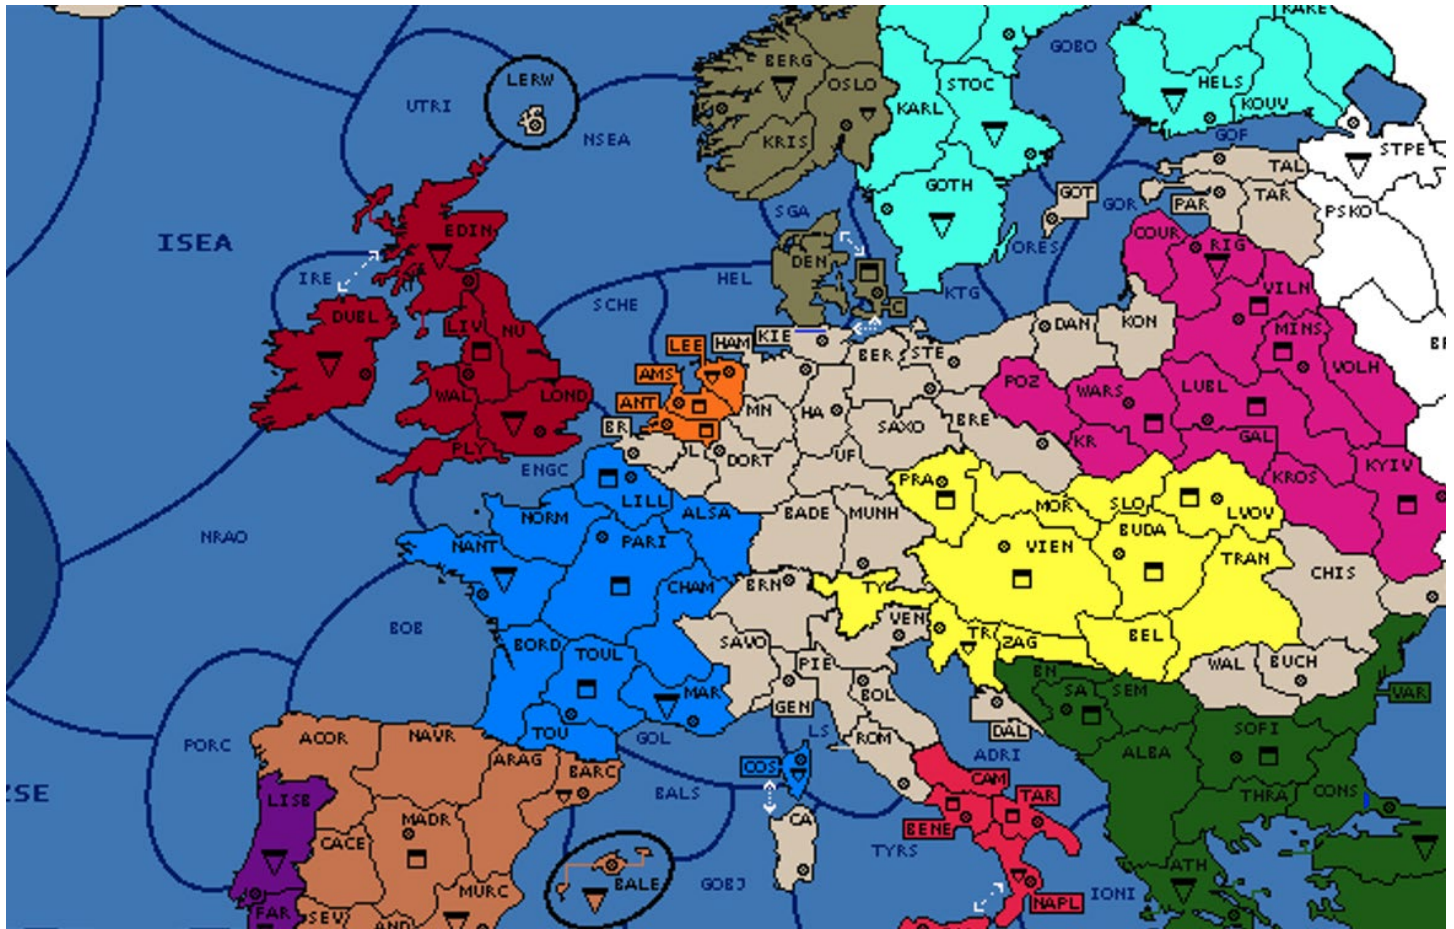 LERW
UTRI
NSEA
BERG
OSLO
KRIS
KARL
STOC
GOBO
HELS
KARE
KOUV
GOF
STPE
TAL
GOT
GOR
PAR
TAR
PSKO
GOTH
SGA
ORES
COUR
RIG
ISEA
EDIN
IRE
DEN
HEL
C
KTG
VILN
DUBL
SCHE
LIV
NU
DAN
KON
MINS
VOLH
LEE
HAM
KIE
BER
STE
AMS
ANT
WAL
LOND
BR
MN
HA
SAXO
BRE
POZ
WARS
LUBL
PLY
ENGC
DORT
UF
KR
GAL
KROS
KYIV
LILL
PRA
NORM
ALSA
BADE
MUNH
MOR
SLO
LVOV
NRAO
NANT
PARI
VIEN
BUDA
TRAN
CHIS
CHAM
BRN
TY
BOB
VEN
TR
ZAG
BEL
BORD
TOUL
SAVO
PIE
WAL
BUCH
BN
SA
SEM
VAR
MAR
GEN
BOL
DAL
ACOR
NAVR
TOU
GOL
LS
ROM
ADRI
ALBA
SOFI
PORC
ARAG
BARC
COS
CAM
TAR
THRA
CONS
ZSE
LISB
BALS
CACE
MADR
CA
BENE
TYRS
MURC
BALE
GOBJ
NAPL
IONI
ATH
FAR
SEV
AND